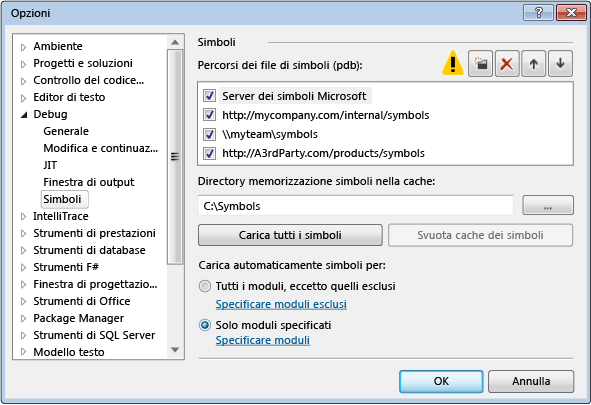 Opzioni
Ambiente
Progetti e soluzioni
Controllo del codice...
Editor di testo
Debug
Generale
Modifica e continuaz...
JIT
Finestra di output
Simboli
IntelliTrace
Strumenti di prestazioni
Strumenti di database
Strumenti F#
Finestra di progettazio...
Strumenti di Office
Package Manager
Strumenti di SQL Server
Modello testo
Simboli
Percorsi dei file di simboli (pdb):
Server dei simboli Microsoft
http://mycompany.com/internal/symbols
\\myteam\symbols
http://A3rdParty.com/products/symbols
Directory memorizzazione simboli nella cache:
C:\Symbols
...
Carica tutti i simboli
Svuota cache dei simboli
Carica automaticamente simboli per:
Tutti i moduli, eccetto quelli esclusi
Specificare moduli esclusi
Solo moduli specificati
Specificare moduli
OK
Annulla